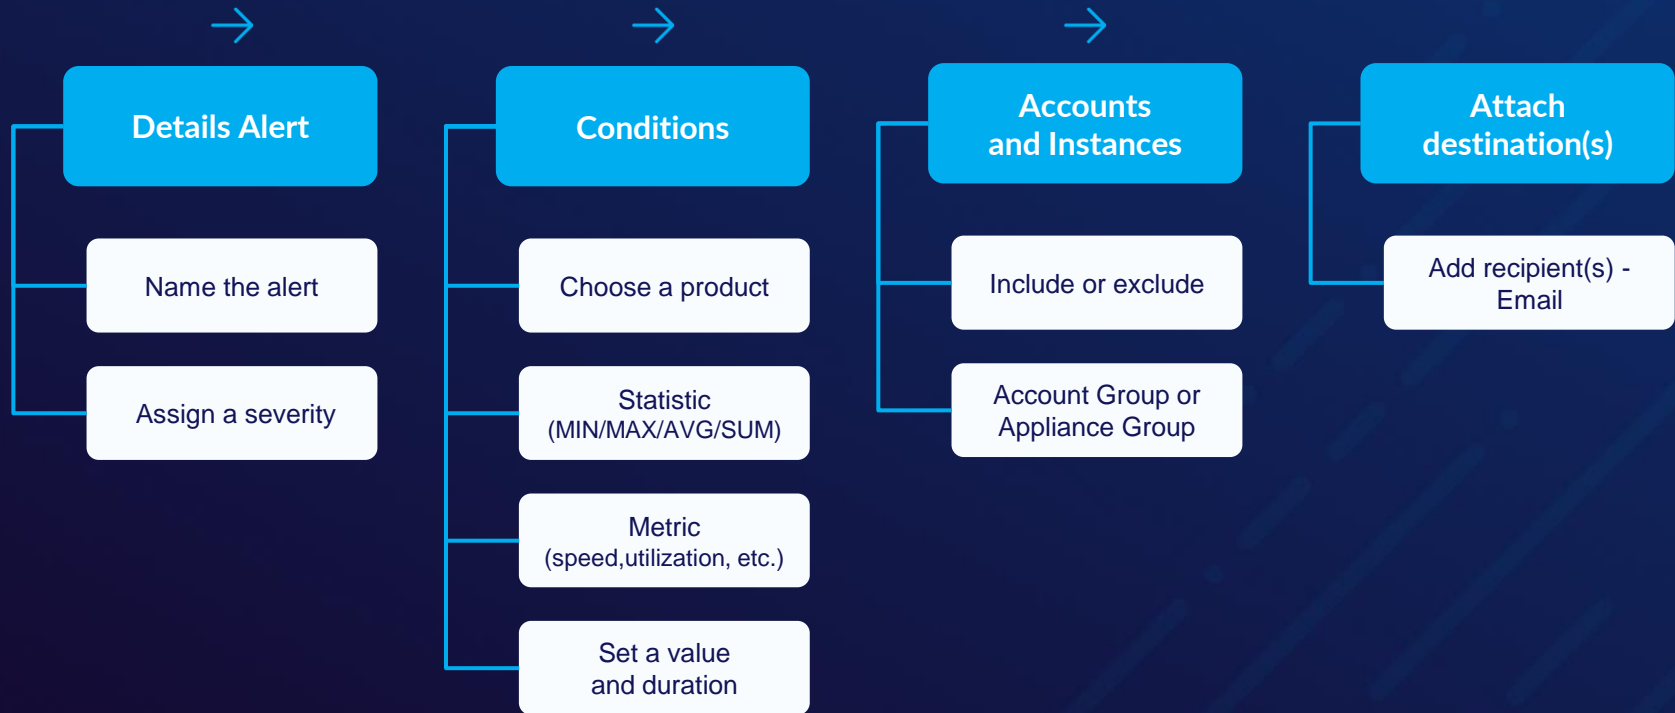 Details Alert
Name the alert
Assign a severity
Conditions
Choose a product
Statistic
(MIN/MAX/AVG/SUM)
Metric
(speed,utilization, etc.)
Set a value
and duration
Accounts
and Instances
Include or exclude
Account Group or
Appliance Group
Attach
destination(s)
Add recipient(s) -
Email